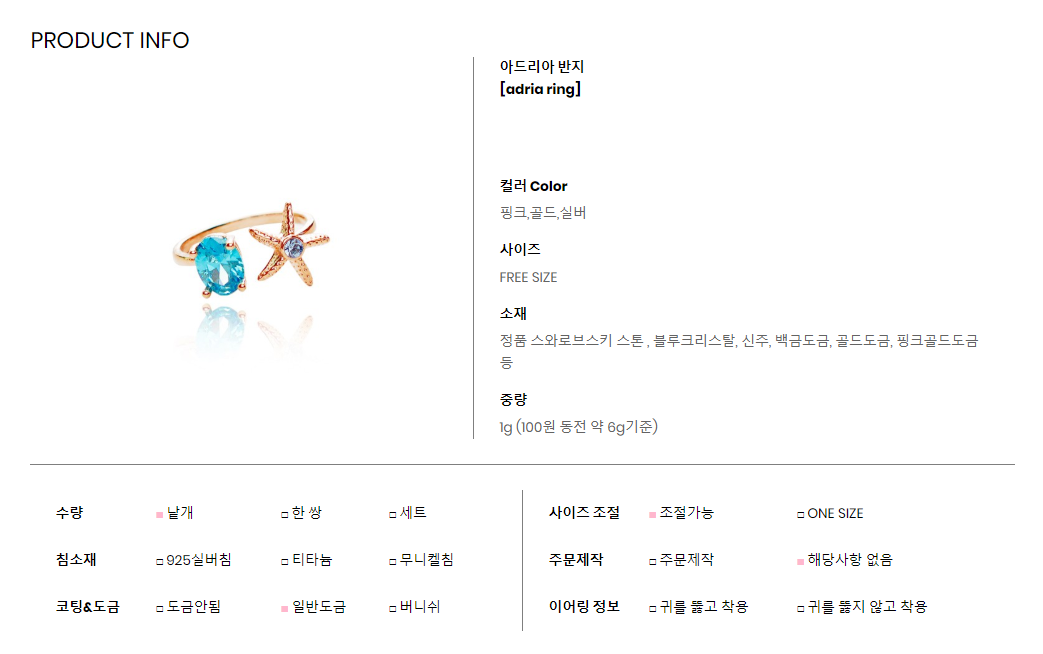 PRODUCT INFO
아드리아 반지
[adria ring]
컬러 Color
핑크,골드,실버
사이즈
FREE SIZE
소재
정품 스와로브스키 스톤 , 블루크리스탈, 신주, 백금도금, 골드도금, 핑크골드도금
등
중량
1g (100원 동전 약 6g기준)
수량 ■ 낱개 □ 한 쌍 □ 세트
침소재 □ 925실버침 □ 티타늄 □ 무니켈침
코팅&도금 □ 도금안됨 ■ 일반도금 □ 버니쉬
사이즈 조절 ■ 조절가능 □ ONE SIZE
주문제작 □ 주문제작 ■ 해당사항 없음
이어링 정보 □ 귀를 뚫고 착용 □ 귀를 뚫지 않고 착용